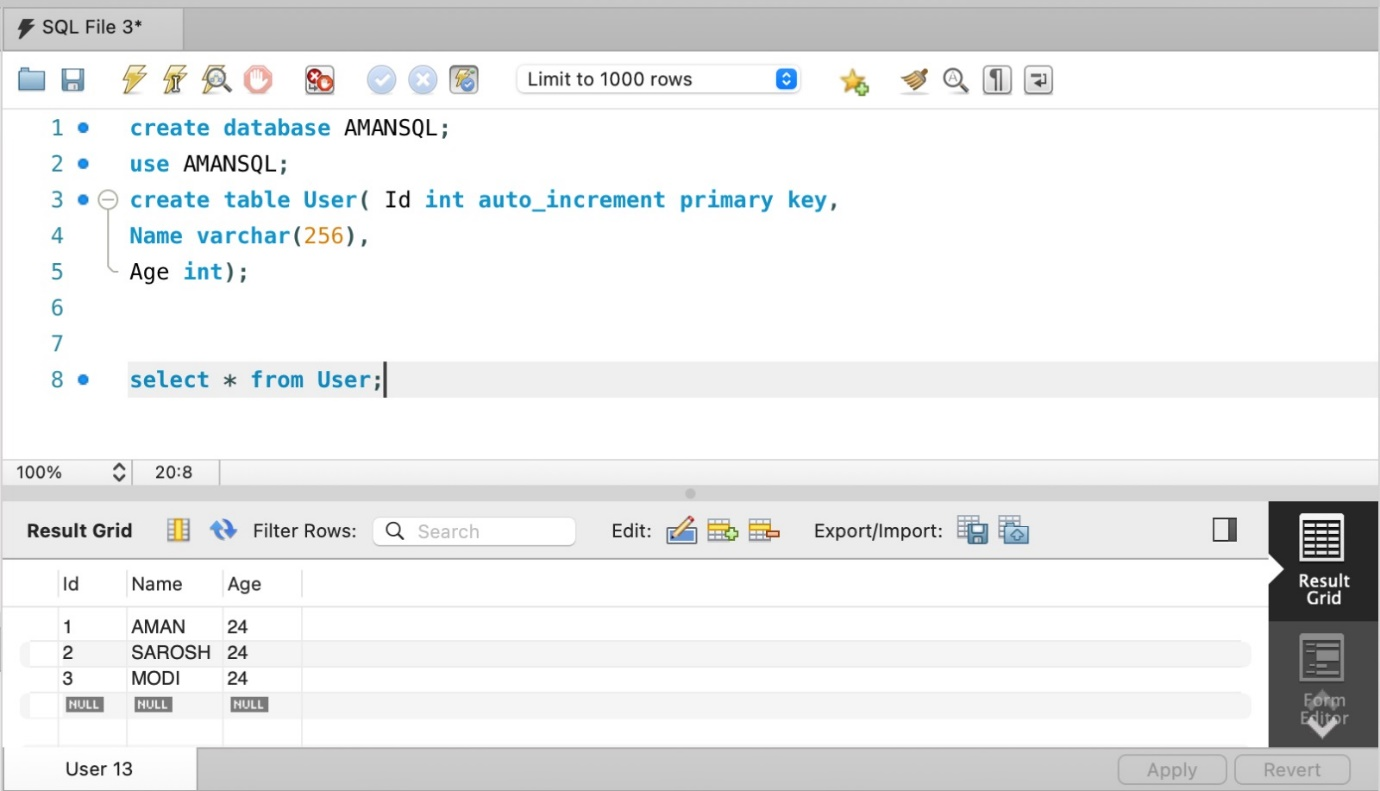 SQL File 3*
Limit to 1000 rows
1 create database AMANSQL;
2 use AMANSQL;
3 create table User( Id int auto_increment primary key,
4 Name varchar(256),
5 Age int);
6
7
8 select * from User;
100% 20:8
Result Grid Filter Rows: Search Edit: Export/Import:
Id Name Age
1 AMAN 24
2 SAROSH 24
3 MODI 24
NULL NULL NULL
Result
Grid
Form
Editor
User 13 Apply Revert